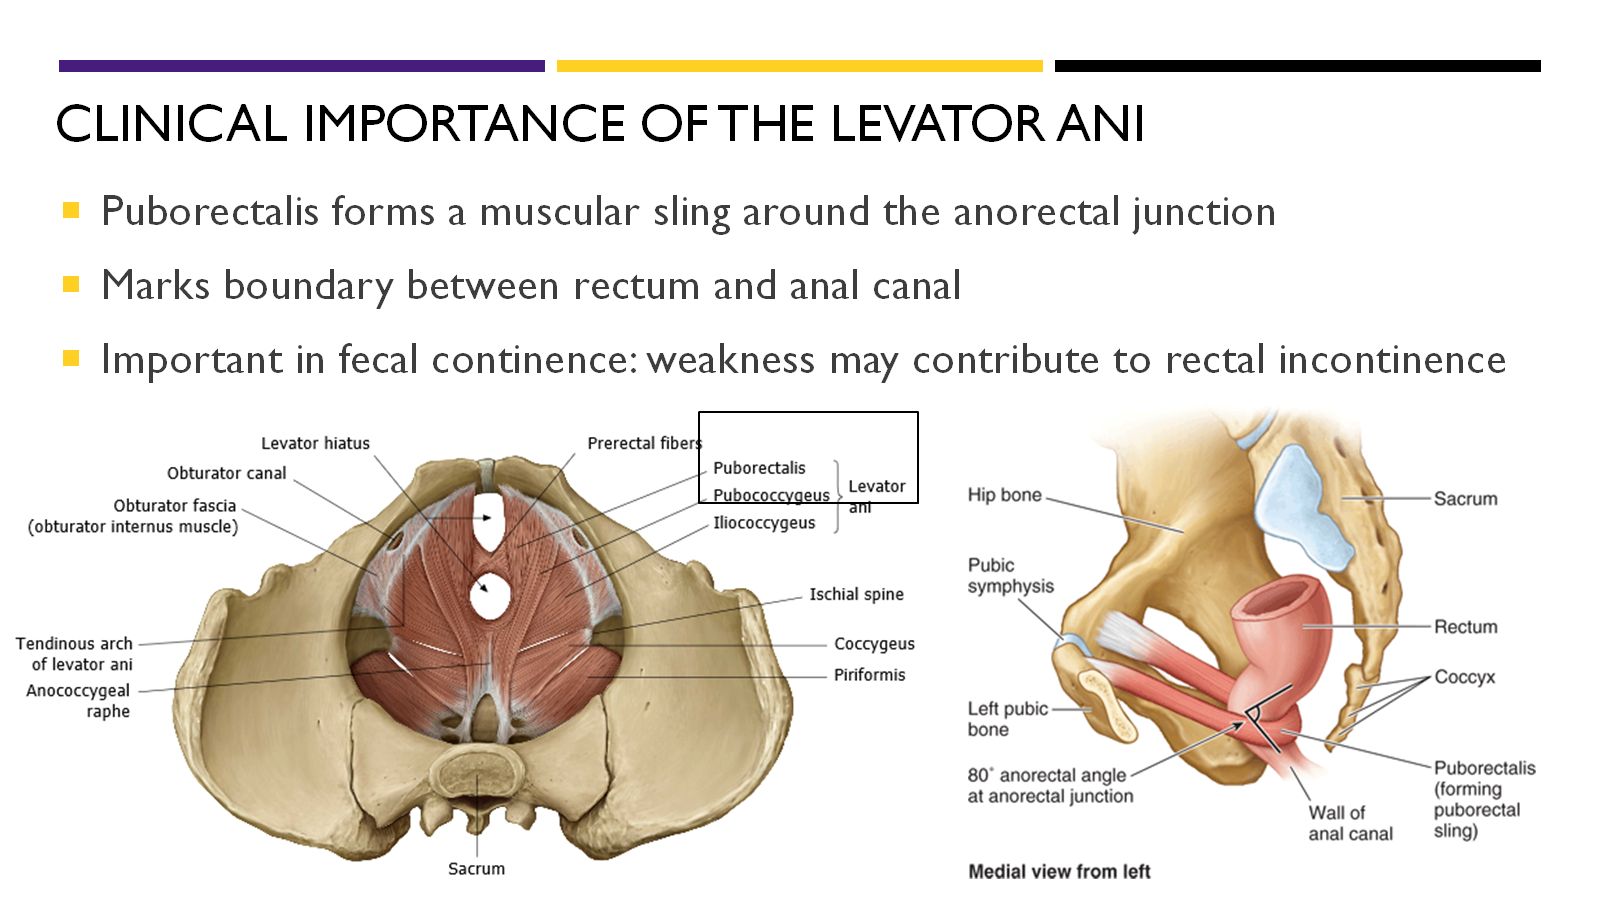 CLINICAL IMPORTANCE OF THE LEVATOR ANI
Puborectalis forms a muscular sling around the anorectal junction
Marks boundary between rectum and anal canal
Important in fecal continence: weakness may contribute to rectal incontinence
Levator hiatus
Obturator canal
Obturator fascia
(obturator internus muscle)
Tendinous arch
of levator ani
Anococcygeal
raphe
Prerectal fibers
Puborectalis
Pubococcygeus
Iliococcygeus
Levator
ani
Ischial spine
Coccygeus
Piriformis
Sacrum
Hip bone
Pubic
symphysis
Left pubic
bone
80° anorectal angle
at anorectal junction
Sacrum
Rectum
Coccyx
Puborectalis
(forming
puborectal
sling)
Wall of
anal canal
Medial view from left